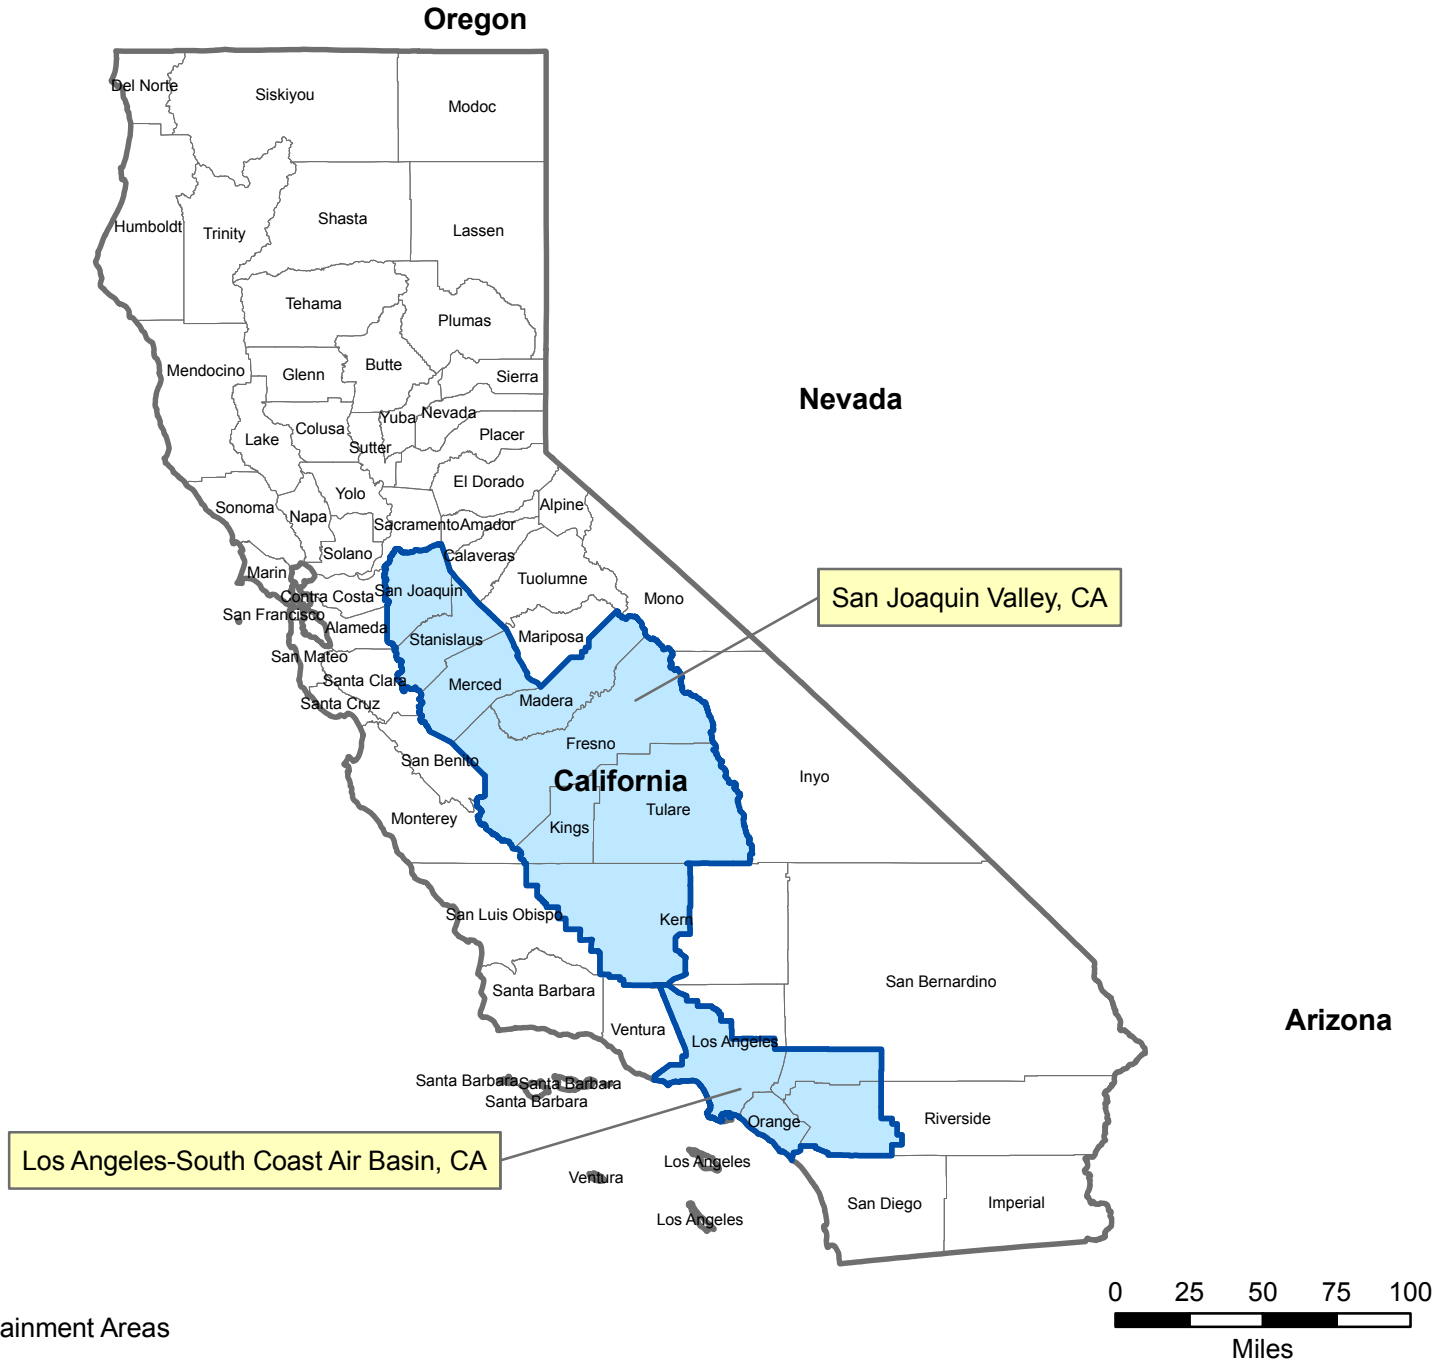 Oregon
Del Norte
Siskiyou
Modoc
Humboldt
Trinity
Shasta
Lassen
Tehama
Plumas
Mendocino
Glenn
Butte
Sierra
Lake
Colusa
Sutter
Yuba
Nevada
Placer
Nevada
El Dorado
Yolo
Sonoma
Napa
Alpine
Sacramento
Amador
Solano
Calaveras
Marin
Tuolumne
Contra Costa
San Joaquin
Mono
San Joaquin Valley, CA
San Francisco
Alameda
Stanislaus
Mariposa
San Mateo
Santa Clara
Merced
Santa Cruz
Madera
Fresno
San Benito
California
Inyo
Tulare
Monterey
Kings
San Luis Obispo
Kern
Santa Barbara
San Bernardino
Ventura
Arizona
Los Angeles
Santa Barbara
Santa Barbara
Santa Barbara
Orange
Riverside
Los Angeles-South Coast Air Basin, CA
Los Angeles
Ventura
San Diego
Imperial
Los Angeles
0 25 50 75 100
Miles
ainment Areas